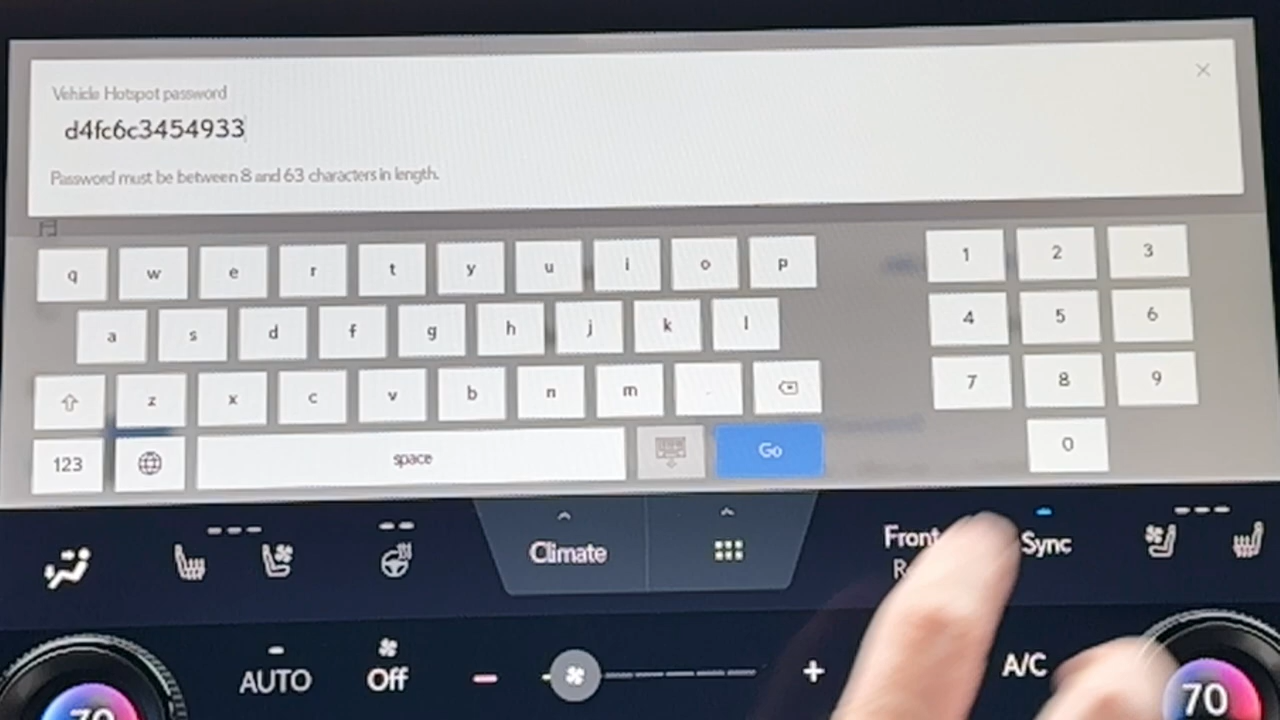 Vehicle Hotspot password
d4fc6c3454933
Password must be between 8 and 63 characters in length.
q w e r t y u i o p 1 2 3
a s d f g h j k l 4 5 6
z x c v b n m . 7 8 9
123 space Go 0
Climate Front Sync
AUTO Off - + A/C
70 70